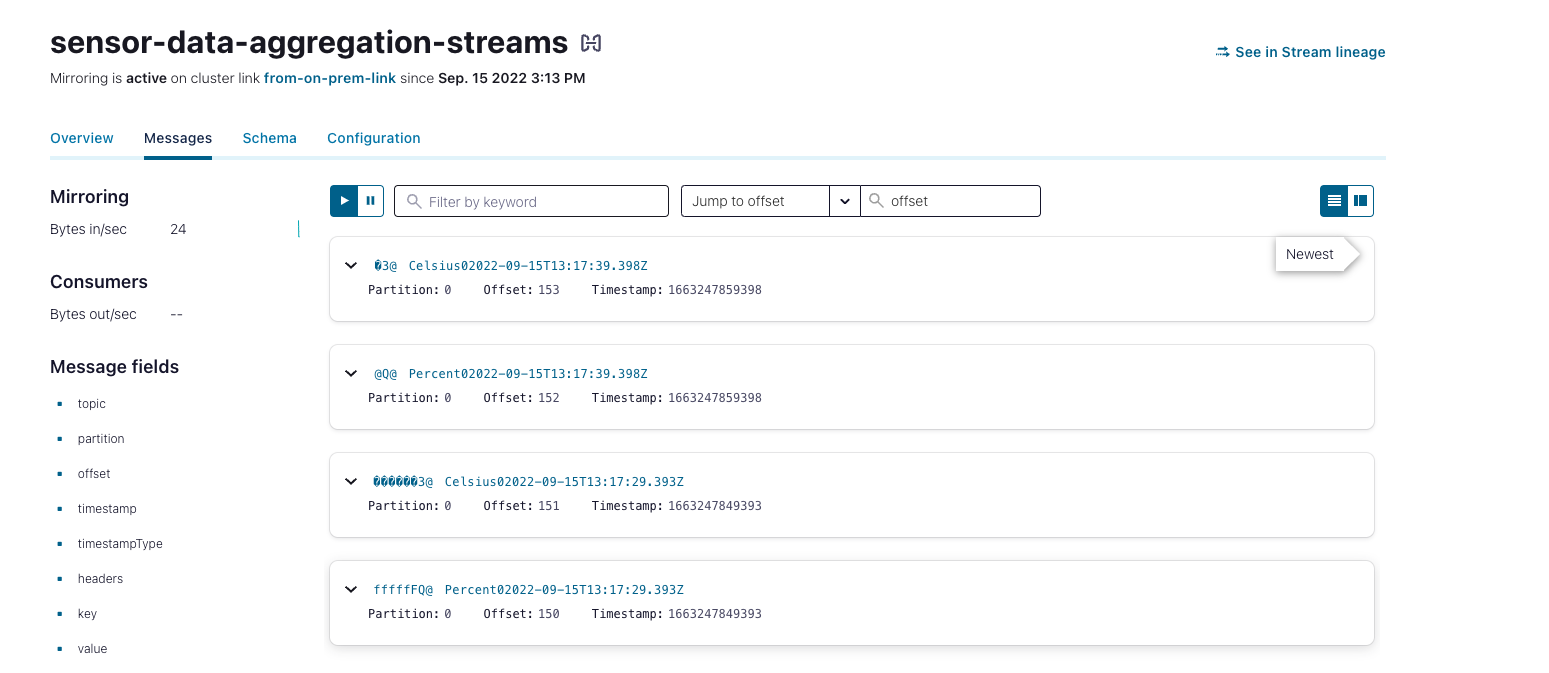 sensor-data-aggregation-streams
See in Stream lineage
Mirroring is active on cluster link from-on-prem-link since Sep. 15 2022 3:13 PM
Overview Messages Schema Configuration
Mirroring
Bytes in/sec 24
Consumers
Bytes out/sec --
Message fields
topic
partition
offset
timestamp
timestampType
headers
key
value
Filter by keyword Jump to offset offset
Newest
�3@ Celsius02022-09-15T13:17:39.398Z
Partition: 0 Offset: 153 Timestamp: 1663247859398
@Q@ Percent02022-09-15T13:17:39.398Z
Partition: 0 Offset: 152 Timestamp: 1663247859398
������3@ Celsius02022-09-15T13:17:29.393Z
Partition: 0 Offset: 151 Timestamp: 1663247849393
fffffFQ@ Percent02022-09-15T13:17:29.393Z
Partition: 0 Offset: 150 Timestamp: 1663247849393